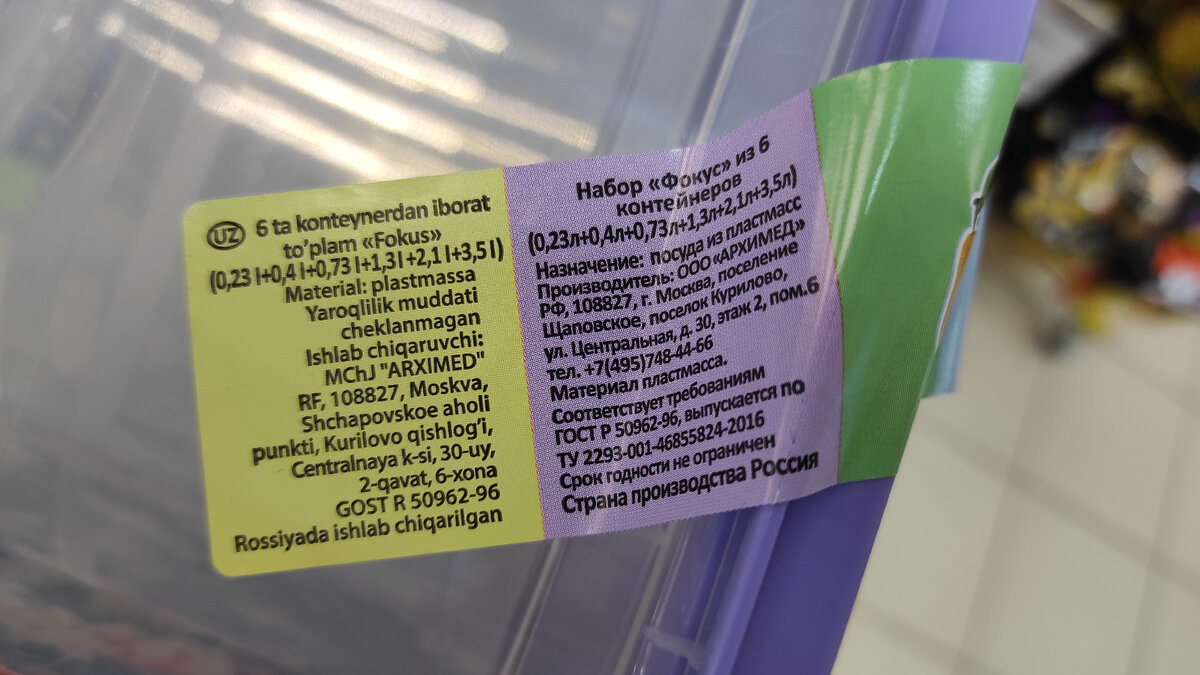 UZ 6 ta konteynerdan iborat
to'plam «Fokus»
(0,23 l+0,4 l+0,73 l+1,3 l+2,1 l+3,5 l)
Material: plastmassa
Yaroqlilik muddati
cheklanmagan
Ishlab chiqaruvchi:
MChJ "ARXIMED"
RF, 108827, Moskva,
Shchapovskoe aholi
punkti, Kurilovo qishlog'i,
Centralnaya k-si, 30-uy,
2-qavat, 6-xona
GOST R 50962-96
Rossiyada ishlab chiqarilgan
Набор «Фокус» из 6
контейнеров
(0,23л+0,4л+0,73л+1,3л+2,1л+3,5л)
Назначение: посуда из пластмасс
Производитель: ООО «АРХИМЕД»
РФ, 108827, г. Москва, поселение
Щаповское, поселок Курилово,
ул. Центральная, д. 30, этаж 2, пом.6
тел. +7(495)748-44-66
Материал пластмасса.
Соответствует требованиям
ГОСТ Р 50962-96, выпускается по
ТУ 2293-001-46855824-2016
Срок годности не ограничен
Страна производства Россия